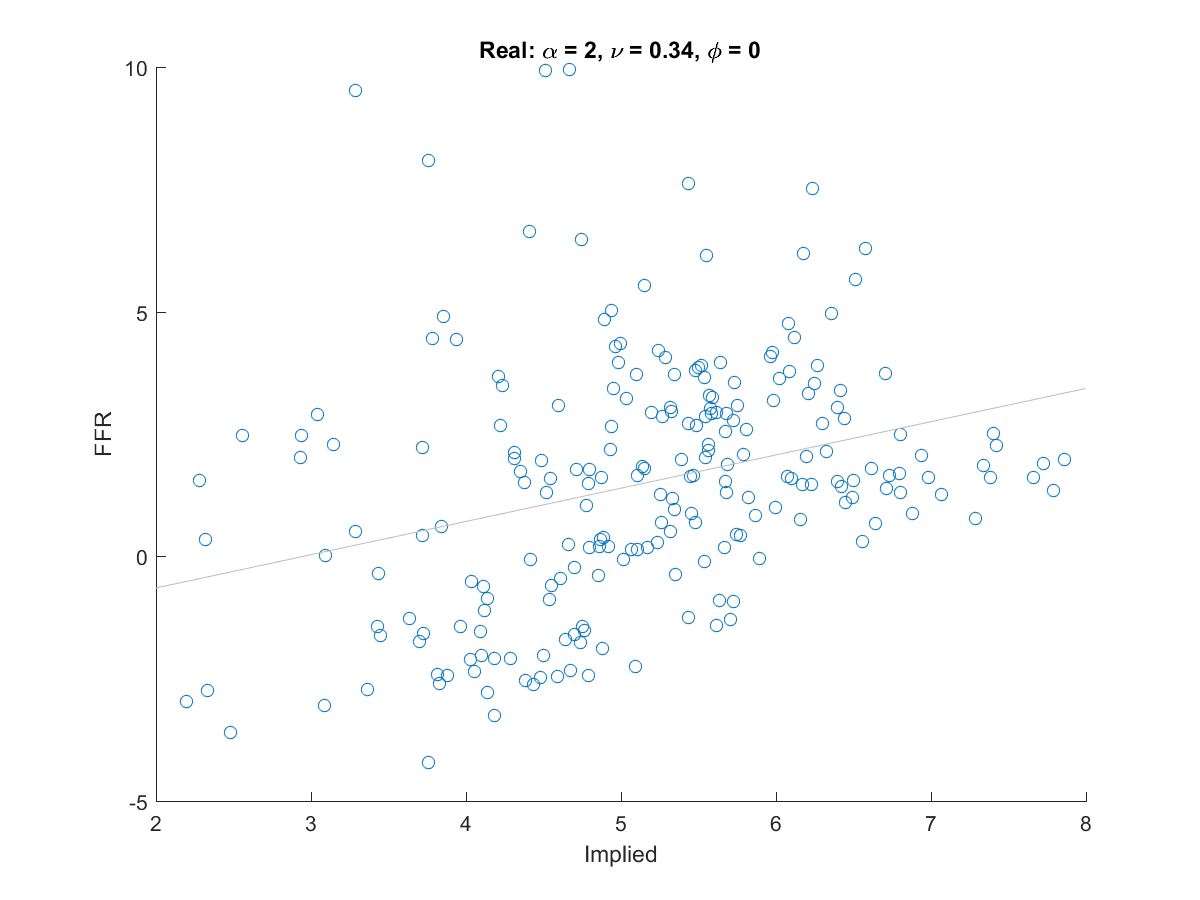 Real: α = 2, ν = 0.34, ϕ = 0
10
5
0
-5
FFR
2 3 4 5 6 7 8
Implied